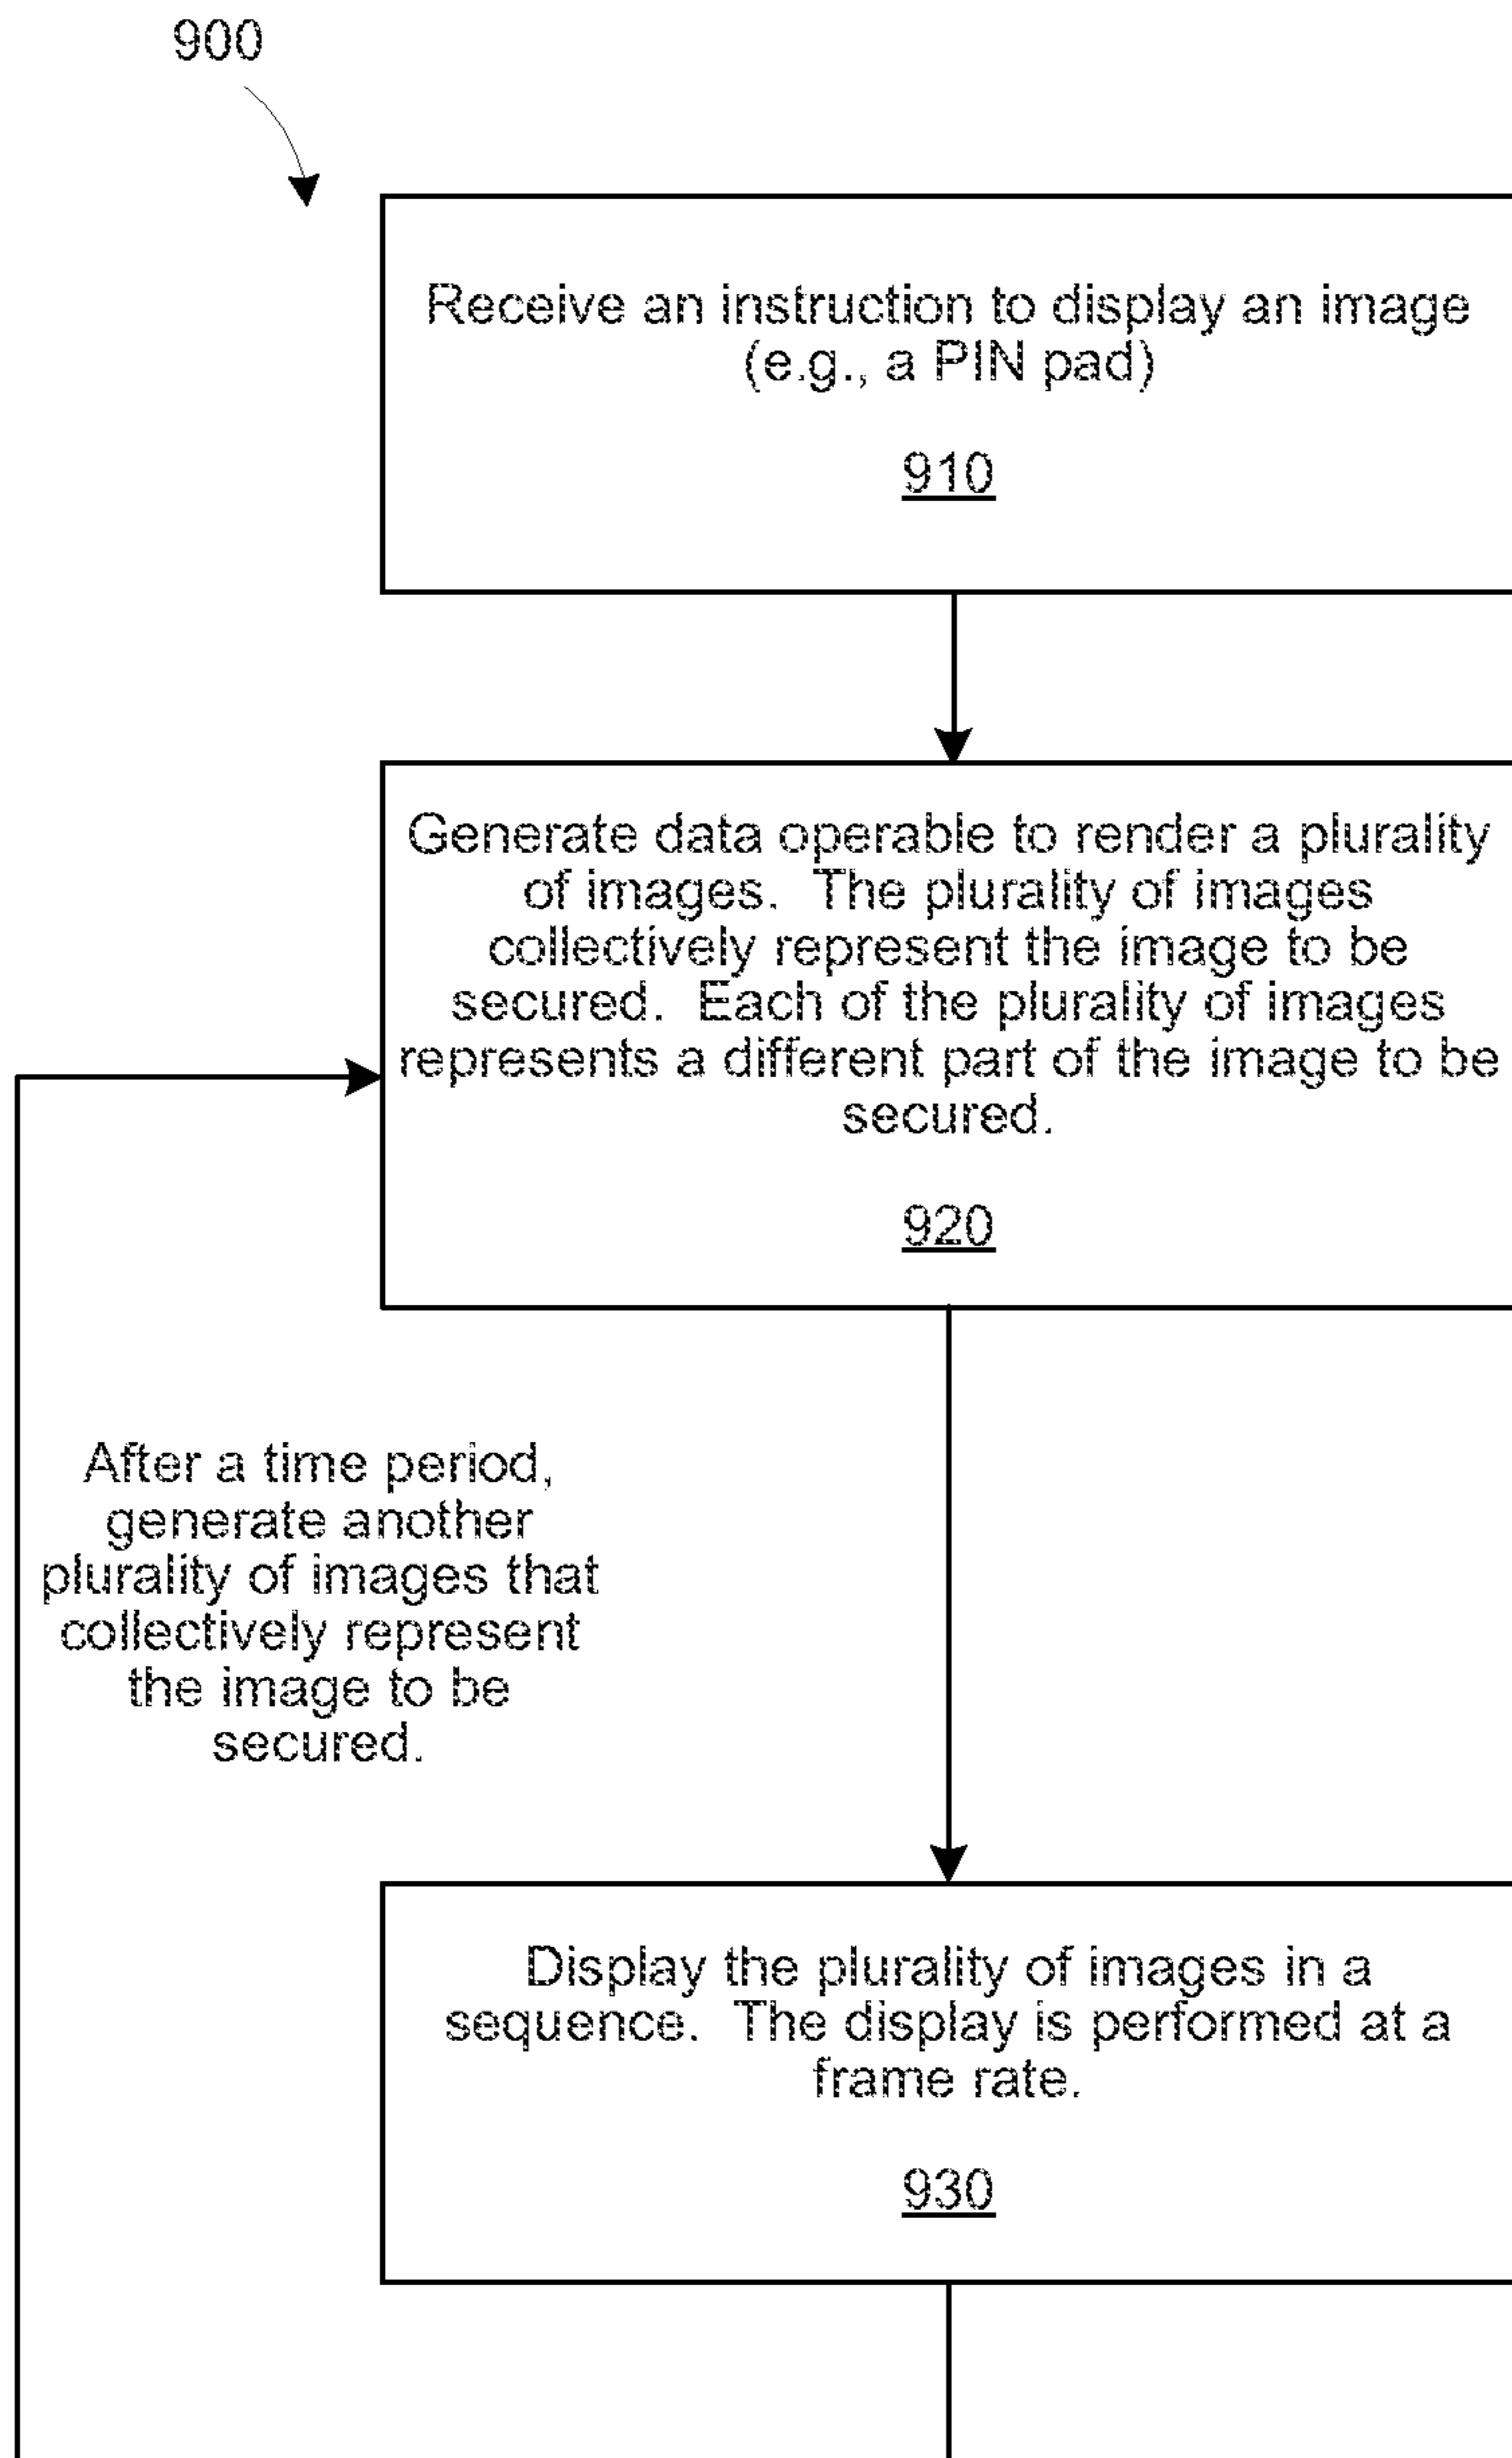 900
Receive an instruction to display an image
(e.g., a PIN pad)
910
Generate data operable to render a plurality
of images. The plurality of images
collectively represent the image to be
secured. Each of the plurality of images
represents a different part of the image to be
secured.
920
After a time period,
generate another
plurality of images that
collectively represent
the image to be
secured.
Display the plurality of images in a
sequence. The display is performed at a
frame rate.
930